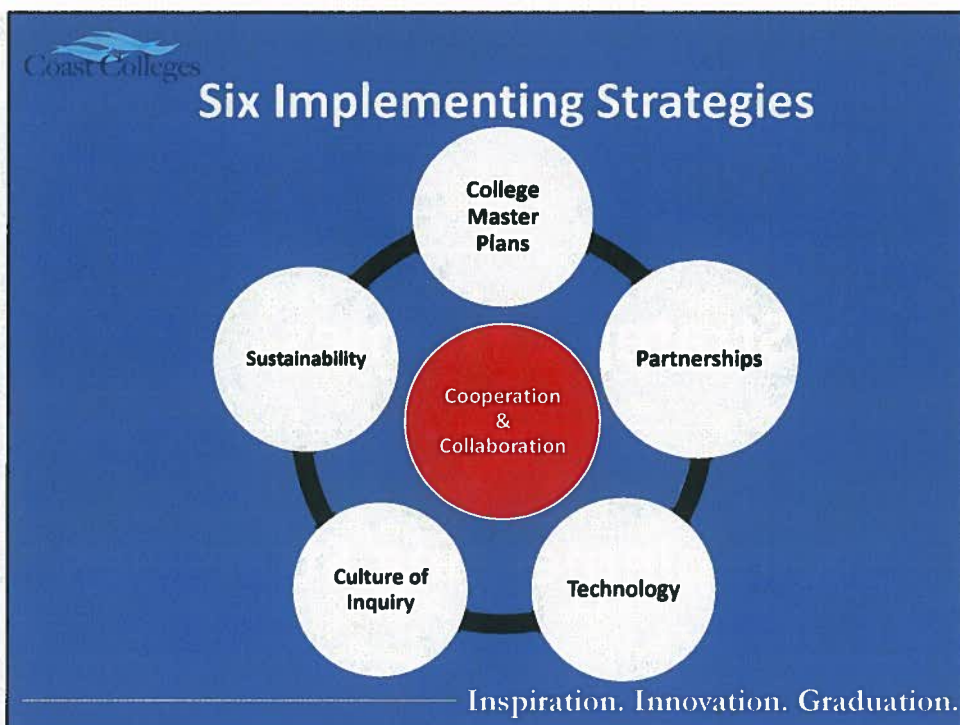 Coast Colleges
Six Implementing Strategies
College
Master
Plans
Sustainability
Partnerships
Cooperation
&
Collaboration
Culture of
Inquiry
Technology
Inspiration. Innovation. Graduation.